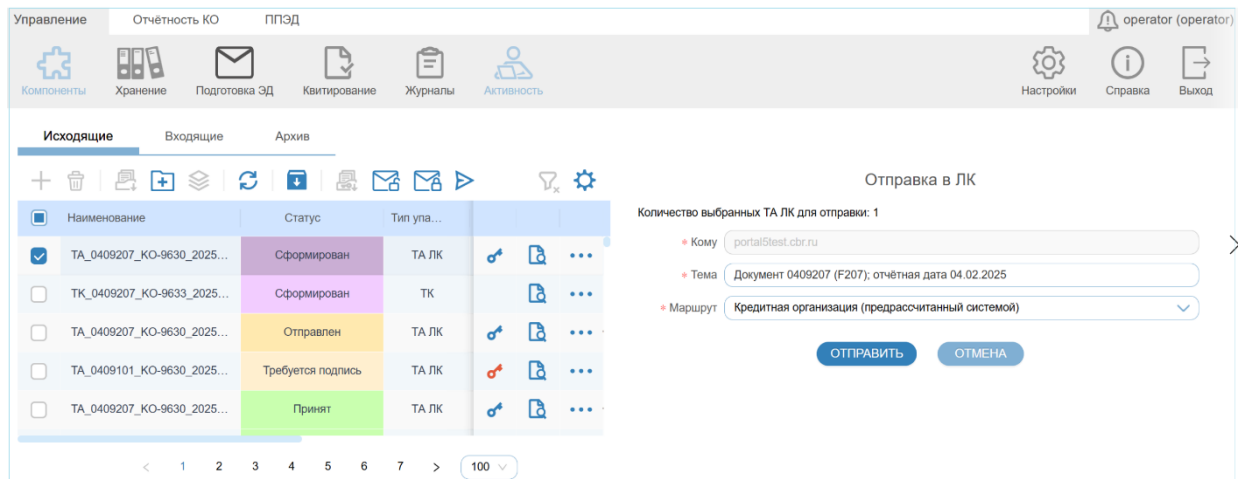 Управление Отчётность КО ППЭД operator (operator)
Компоненты Хранение Подготовка ЭД Квитирование Журналы Активность Настройки Справка Выход
Исходящие Входящие Архив
Отправка в ЛК
Наименование Статус Тип упа...
Количество выбранных ТА ЛК для отправки: 1
* Кому portal5test.cbr.ru
TA_0409207_KO-9630_2025... Сформирован ТА ЛК
* Тема Документ 0409207 (F207); отчётная дата 04.02.2025
TK_0409207_KO-9633_2025... Сформирован ТК
* Маршрут Кредитная организация (предрассчитанный системой)
TA_0409207_KO-9630_2025... Отправлен ТА ЛК
ОТПРАВИТЬ ОТМЕНА
TA_0409101_KO-9630_2025... Требуется подпись ТА ЛК
TA_0409207_KO-9630_2025... Принят ТА ЛК
< 1 2 3 4 5 6 7 > 100